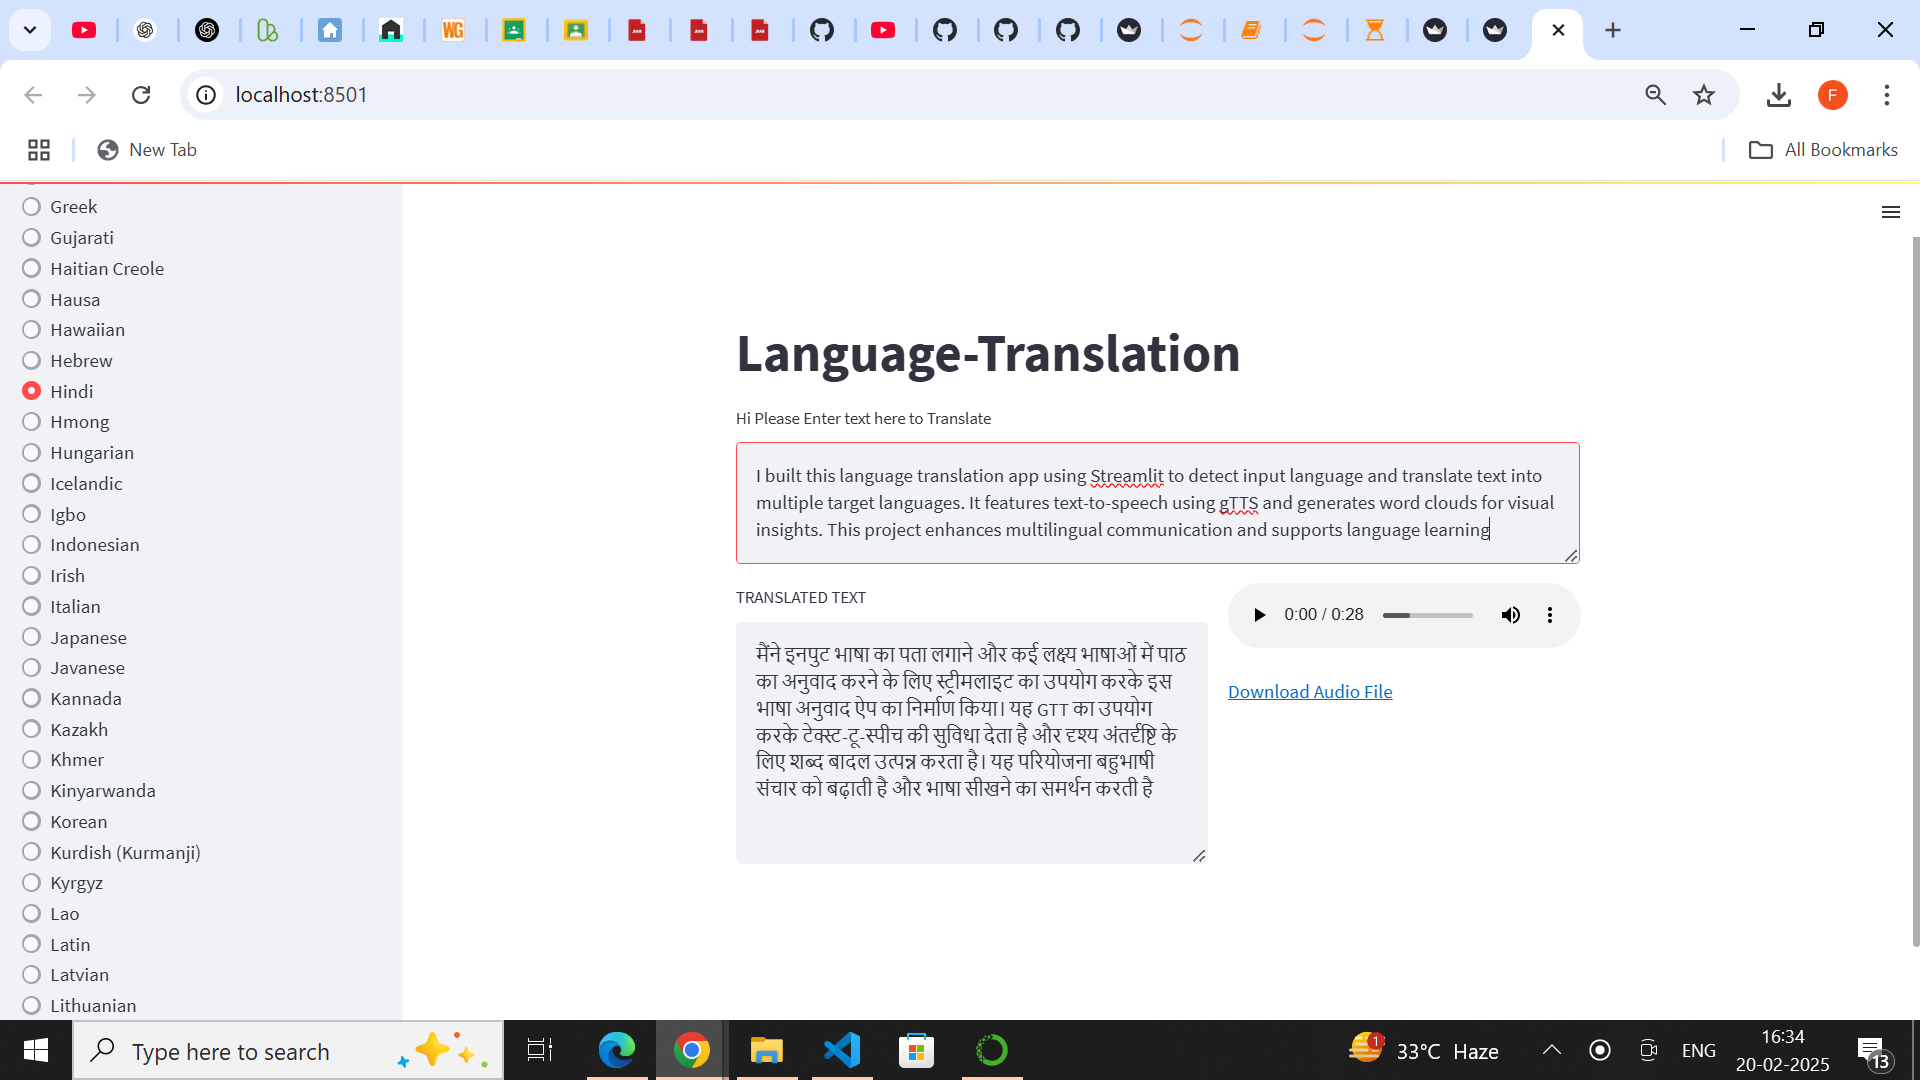 WG
localhost:8501
F
New Tab
All Bookmarks
Greek
Gujarati
Haitian Creole
Hausa
Hawaiian
Hebrew
Hindi
Hmong
Hungarian
Icelandic
Igbo
Indonesian
Irish
Italian
Japanese
Javanese
Kannada
Kazakh
Khmer
Kinyarwanda
Korean
Kurdish (Kurmanji)
Kyrgyz
Lao
Latin
Latvian
Lithuanian
Language-Translation
Hi Please Enter text here to Translate
I built this language translation app using Streamlit to detect input language and translate text into
multiple target languages. It features text-to-speech using gTTS and generates word clouds for visual
insights. This project enhances multilingual communication and supports language learning
TRANSLATED TEXT
मैंने इनपुट भाषा का पता लगाने और कई लक्ष्य भाषाओं में पाठ
का अनुवाद करने के लिए स्ट्रीमलाइट का उपयोग करके इस
भाषा अनुवाद ऐप का निर्माण किया। यह GTT का उपयोग
करके टेक्स्ट-टू-स्पीच की सुविधा देता है और दृश्य अंतर्दृष्टि के
लिए शब्द बादल उत्पन्न करता है। यह परियोजना बहुभाषी
संचार को बढ़ाती है और भाषा सीखने का समर्थन करती है
0:00 / 0:28
Download Audio File
Type here to search
1
33°C Haze
ENG
16:34
20-02-2025
13